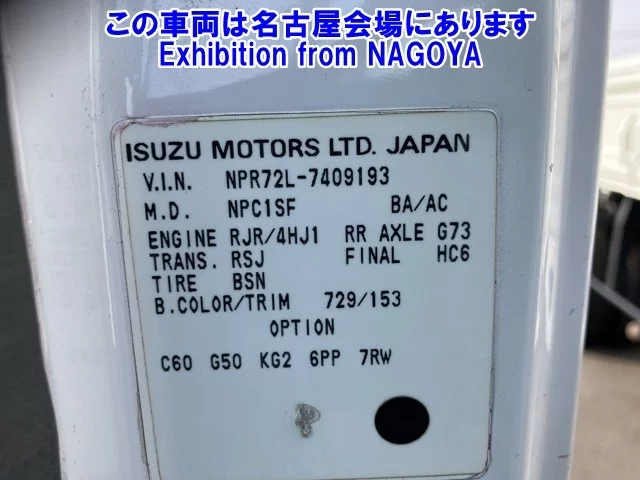 この車両は名古屋会場にあります
Exhibition from NAGOYA
ISUZU MOTORS LTD. JAPAN
V.I.N. NPR72L-7409193
M.D. NPC1SF BA/AC
ENGINE RJR/4HJ1 RR AXLE G73
TRANS. RSJ FINAL HC6
TIRE BSN
B.COLOR/TRIM 729/153
OPTION
C60 G50 KG2 6PP 7RW